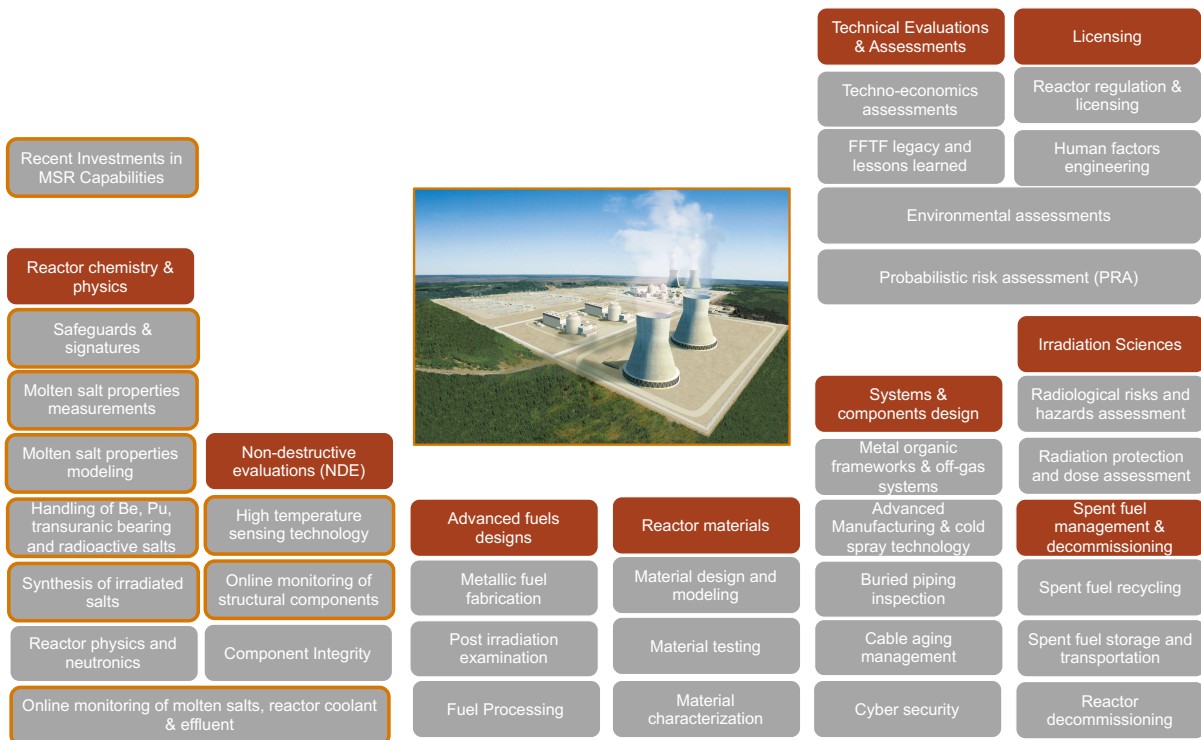 Technical Evaluations
& Assessments
Techno-economics
assessments
FFTF legacy and
lessons learned
Licensing
Reactor regulation &
licensing
Human factors
engineering
Environmental assessments
Probabilistic risk assessment (PRA)
Recent Investments in
MSR Capabilities
Reactor chemistry &
physics
Safeguards &
signatures
Molten salt properties
measurements
Molten salt properties
modeling
Handling of Be, Pu,
transuranic bearing
and radioactive salts
Synthesis of irradiated
salts
Reactor physics and
neutronics
Non-destructive
evaluations (NDE)
High temperature
sensing technology
Online monitoring of
structural components
Component Integrity
Online monitoring of molten salts, reactor coolant
& effluent
Advanced fuels
designs
Metallic fuel
fabrication
Post irradiation
examination
Fuel Processing
Reactor materials
Material design and
modeling
Material testing
Material
characterization
Systems &
components design
Metal organic
frameworks & off-gas
systems
Advanced
Manufacturing & cold
spray technology
Buried piping
inspection
Cable aging
management
Cyber security
Irradiation Sciences
Radiological risks and
hazards assessment
Radiation protection
and dose assessment
Spent fuel
management &
decommissioning
Spent fuel recycling
Spent fuel storage and
transportation
Reactor
decommissioning